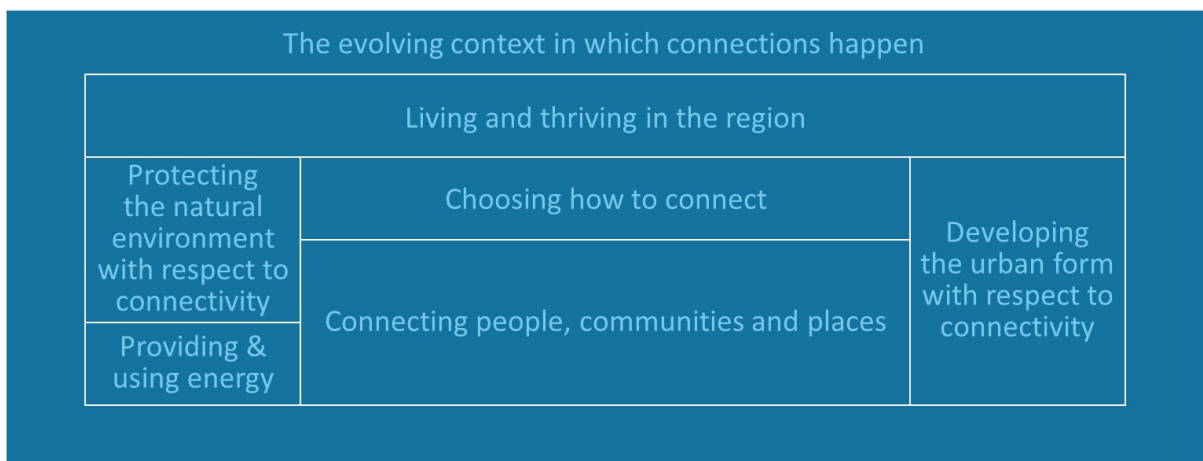 The evolving context in which connections happen
Living and thriving in the region
Protecting
the natural
environment
with respect to
connectivity
Choosing how to connect
Developing
the urban form
with respect to
connectivity
Connecting people, communities and places
Providing &
using energy